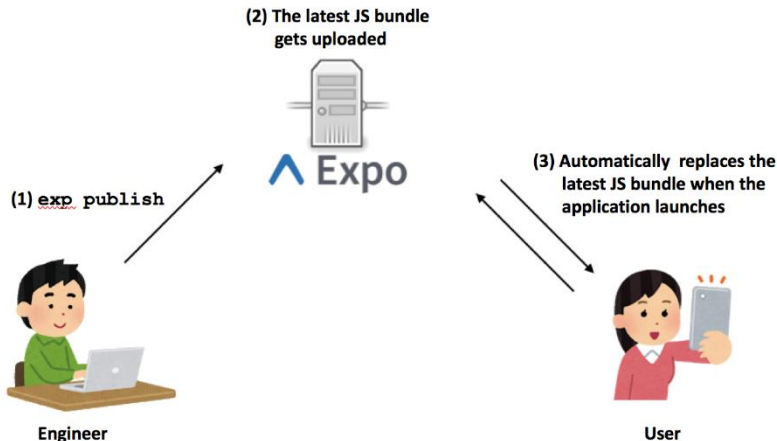 (2) The latest JS bundle
gets uploaded
Expo
(1) exp publish
(3) Automatically replaces the
latest JS bundle when the
application launches
Engineer
User